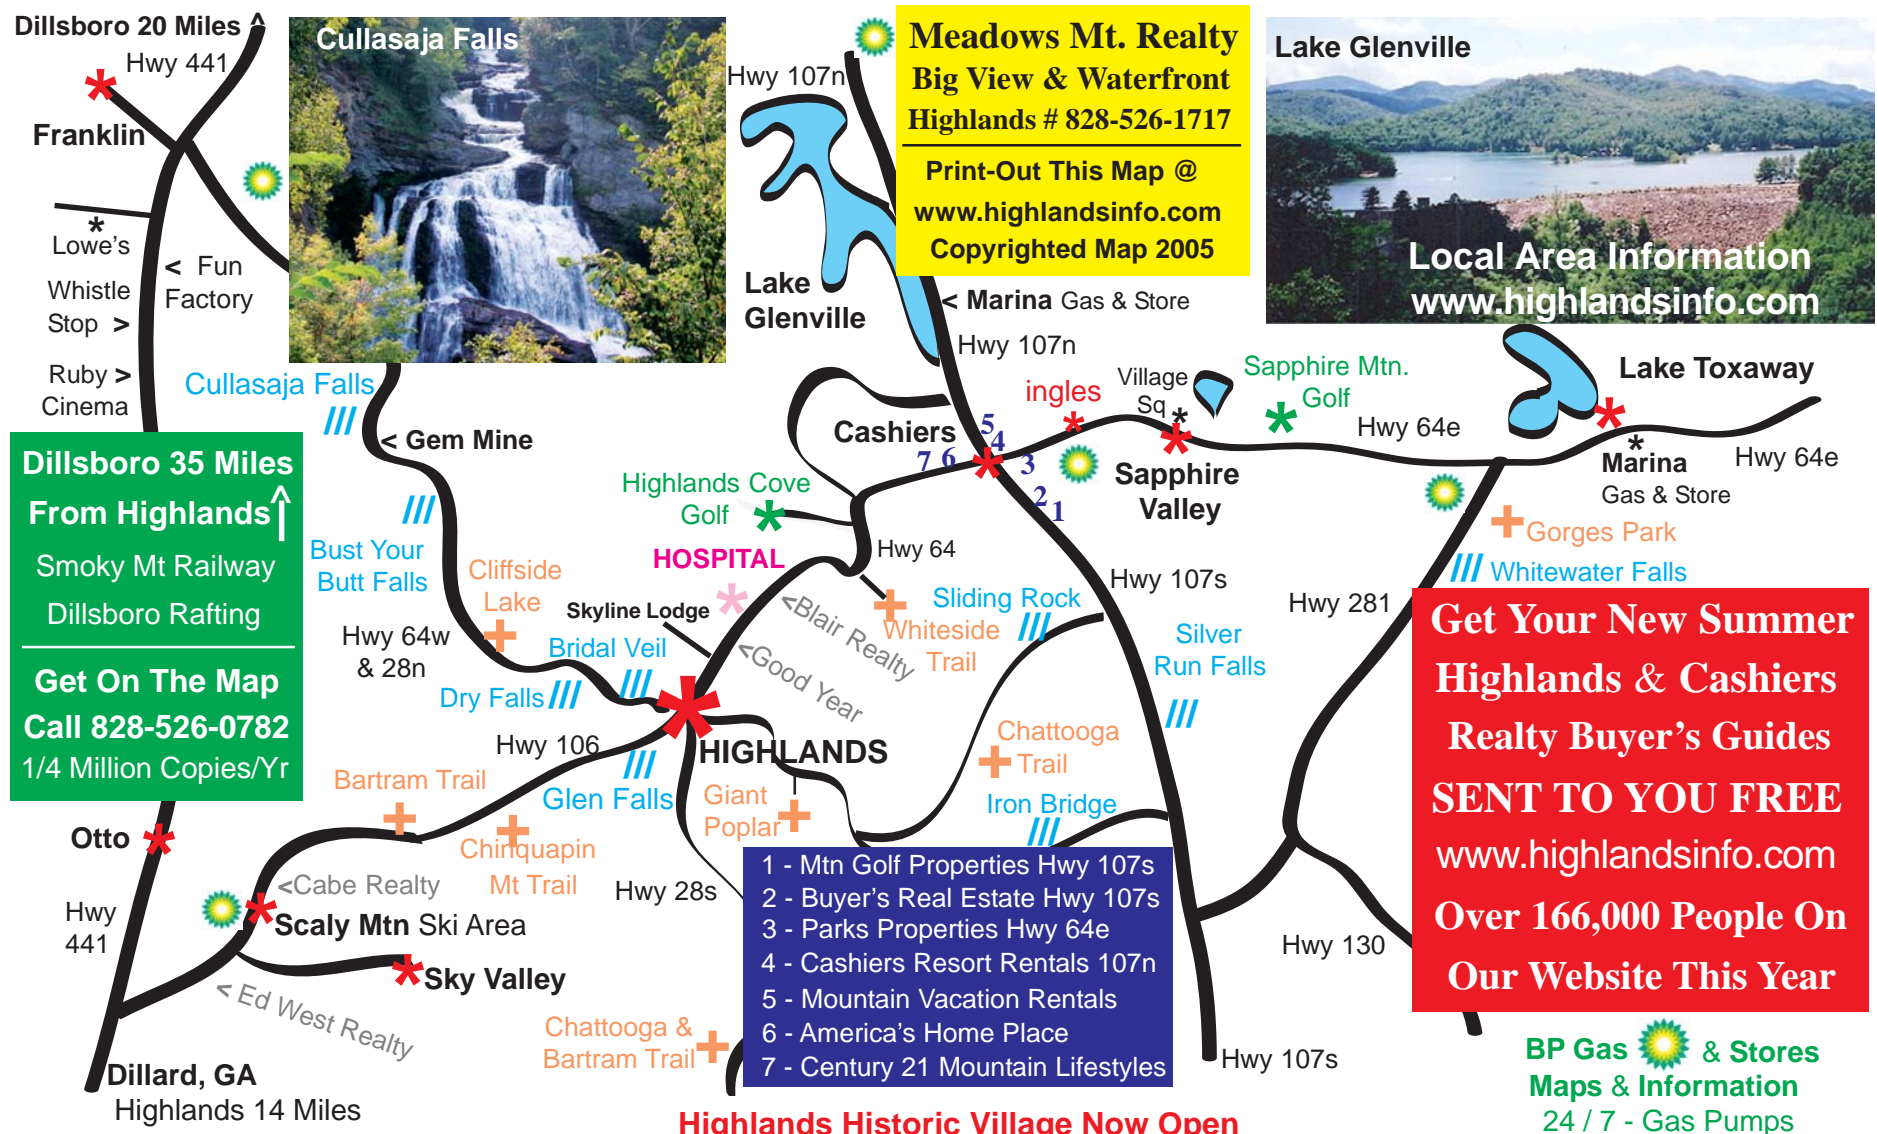 Dillsboro 20 Miles ^
Hwy 441
Franklin
*
Lowe's
< Fun
Factory
Whistle
Stop >
Ruby >
Cinema
Cullasaja Falls
Hwy 107n
Lake
Glenville
Meadows Mt. Realty
Big View & Waterfront
Highlands # 828-526-1717
Print-Out This Map @
www.highlandsinfo.com
Copyrighted Map 2005
Lake Glenville
Local Area Information
www.highlandsinfo.com
< Marina Gas & Store
Hwy 107n
ingles
Village
Sq
Sapphire Mtn.
Golf
Lake Toxaway
Hwy 64e
Marina
Gas & Store
Hwy 64e
Cullasaja Falls
< Gem Mine
Cashiers
5
4
7 6
3
2
1
Sapphire
Valley
Dillsboro 35 Miles
From Highlands
Smoky Mt Railway
Dillsboro Rafting
Get On The Map
Call 828-526-0782
1/4 Million Copies/Yr
Highlands Cove
Golf
HOSPITAL
Hwy 64
Bust Your
Butt Falls
Cliffside
Lake
Skyline Lodge
Hwy 64w
& 28n
Bridal Veil
Dry Falls
<Blair Realty
<Good Year
Whiteside
Trail
Sliding Rock
Hwy 107s
Silver
Run Falls
Hwy 281
Gorges Park
Whitewater Falls
Hwy 106
HIGHLANDS
Glen Falls
Bartram Trail
Chinquapin
Mt Trail
Giant
Poplar
Chattooga
Trail
Iron Bridge
Otto
<Cabe Realty
Scaly Mtn Ski Area
Hwy
441
Sky Valley
< Ed West Realty
Hwy 28s
Chattooga &
Bartram Trail
Dillard, GA
Highlands 14 Miles
1 - Mtn Golf Properties Hwy 107s
2 - Buyer's Real Estate Hwy 107s
3 - Parks Properties Hwy 64e
4 - Cashiers Resort Rentals 107n
5 - Mountain Vacation Rentals
6 - America's Home Place
7 - Century 21 Mountain Lifestyles
Hwy 130
Hwy 107s
Get Your New Summer
Highlands & Cashiers
Realty Buyer's Guides
SENT TO YOU FREE
www.highlandsinfo.com
Over 166,000 People On
Our Website This Year
BP Gas & Stores
Maps & Information
24 / 7 - Gas Pumps
Highlands Historic Village Now Open